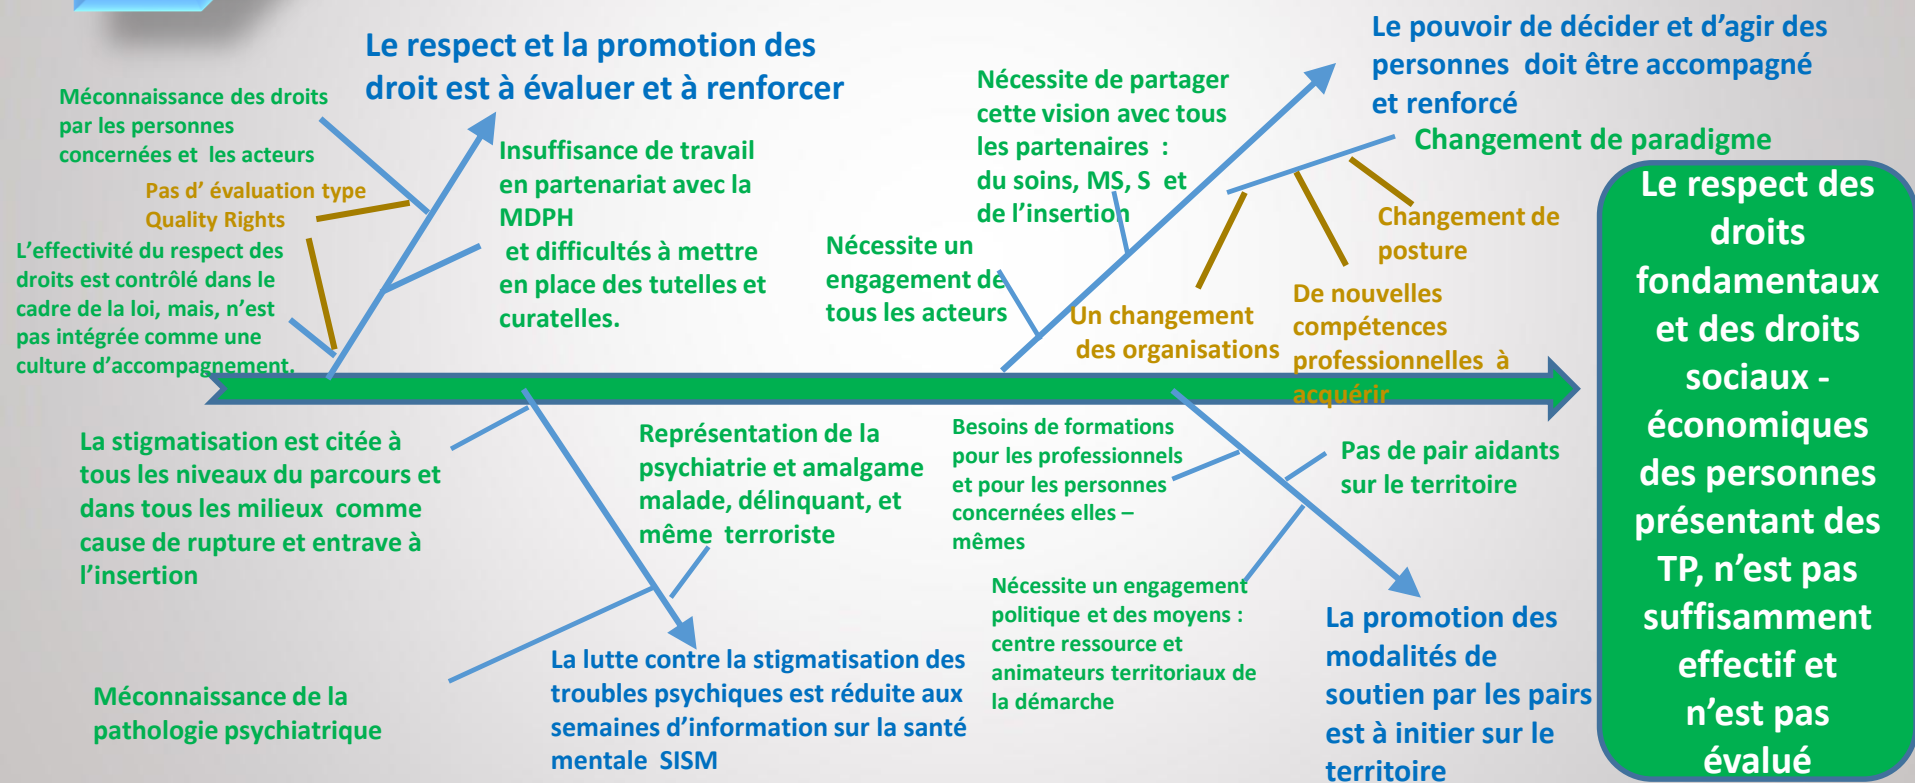 Le respect et la promotion des
droit est à évaluer et à renforcer
Méconnaissance des droits
par les personnes
concernées et les acteurs
Pas d’ évaluation type
Quality Rights
L’effectivité du respect des
droits est contrôlé dans le
cadre de la loi, mais, n’est
pas intégrée comme une
culture d’accompagnement.
Insuffisance de travail
en partenariat avec la
MDPH
et difficultés à mettre
en place des tutelles et
curatelles.
Le pouvoir de décider et d’agir des
personnes doit être accompagné
et renforcé
Nécessite de partager
cette vision avec tous
les partenaires :
du soins, MS, S et
de l’insertion
Nécessite un
engagement de
tous les acteurs
Changement de paradigme
Changement de
posture
De nouvelles
compétences
professionnelles à
acquérir
Un changement
des organisations
La stigmatisation est citée à
tous les niveaux du parcours et
dans tous les milieux comme
cause de rupture et entrave à
l’insertion
Représentation de la
psychiatrie et amalgame
malade, délinquant, et
même terroriste
Méconnaissance de la
pathologie psychiatrique
La lutte contre la stigmatisation des
troubles psychiques est réduite aux
semaines d’information sur la santé
mentale SISM
Besoins de formations
pour les professionnels
et pour les personnes
concernées elles –
mêmes
Pas de pair aidants
sur le territoire
Nécessite un engagement
politique et des moyens :
centre ressource et
animateurs territoriaux de
la démarche
La promotion des
modalités de
soutien par les pairs
est à initier sur le
territoire
Le respect des
droits
fondamentaux
et des droits
sociaux -
économiques
des personnes
présentant des
TP, n’est pas
suffisamment
effectif et
n’est pas
évalué